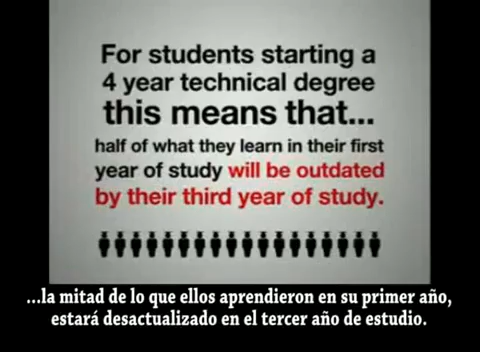 For students starting a
4 year technical degree
this means that...
half of what they learn in their first
year of study will be outdated
by their third year of study.
...la mitad de lo que ellos aprendieron en su primer año,
estará desactualizado en el tercer año de estudio.